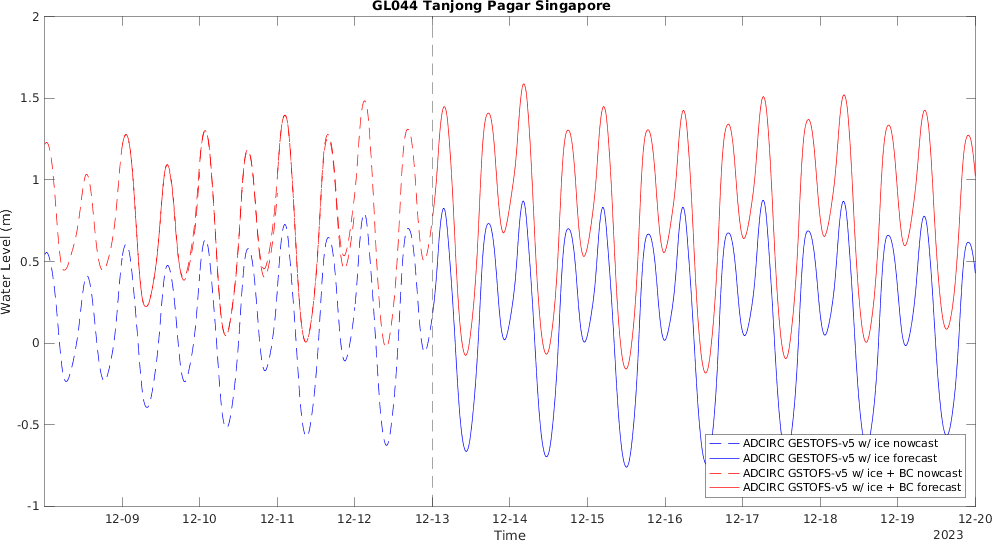 GL044 Tanjong Pagar Singapore
2
1.5
1
0.5
0
-0.5
-1
Water Level (m)
12-09
12-10
12-11
12-12
12-13
12-14
12-15
12-16
12-17
12-18
12-19
12-20
Time
2023
ADCIRC GESTOFS-v5 w/ ice nowcast
ADCIRC GESTOFS-v5 w/ ice forecast
ADCIRC GSTOFS-v5 w/ ice + BC nowcast
ADCIRC GSTOFS-v5 w/ ice + BC forecast